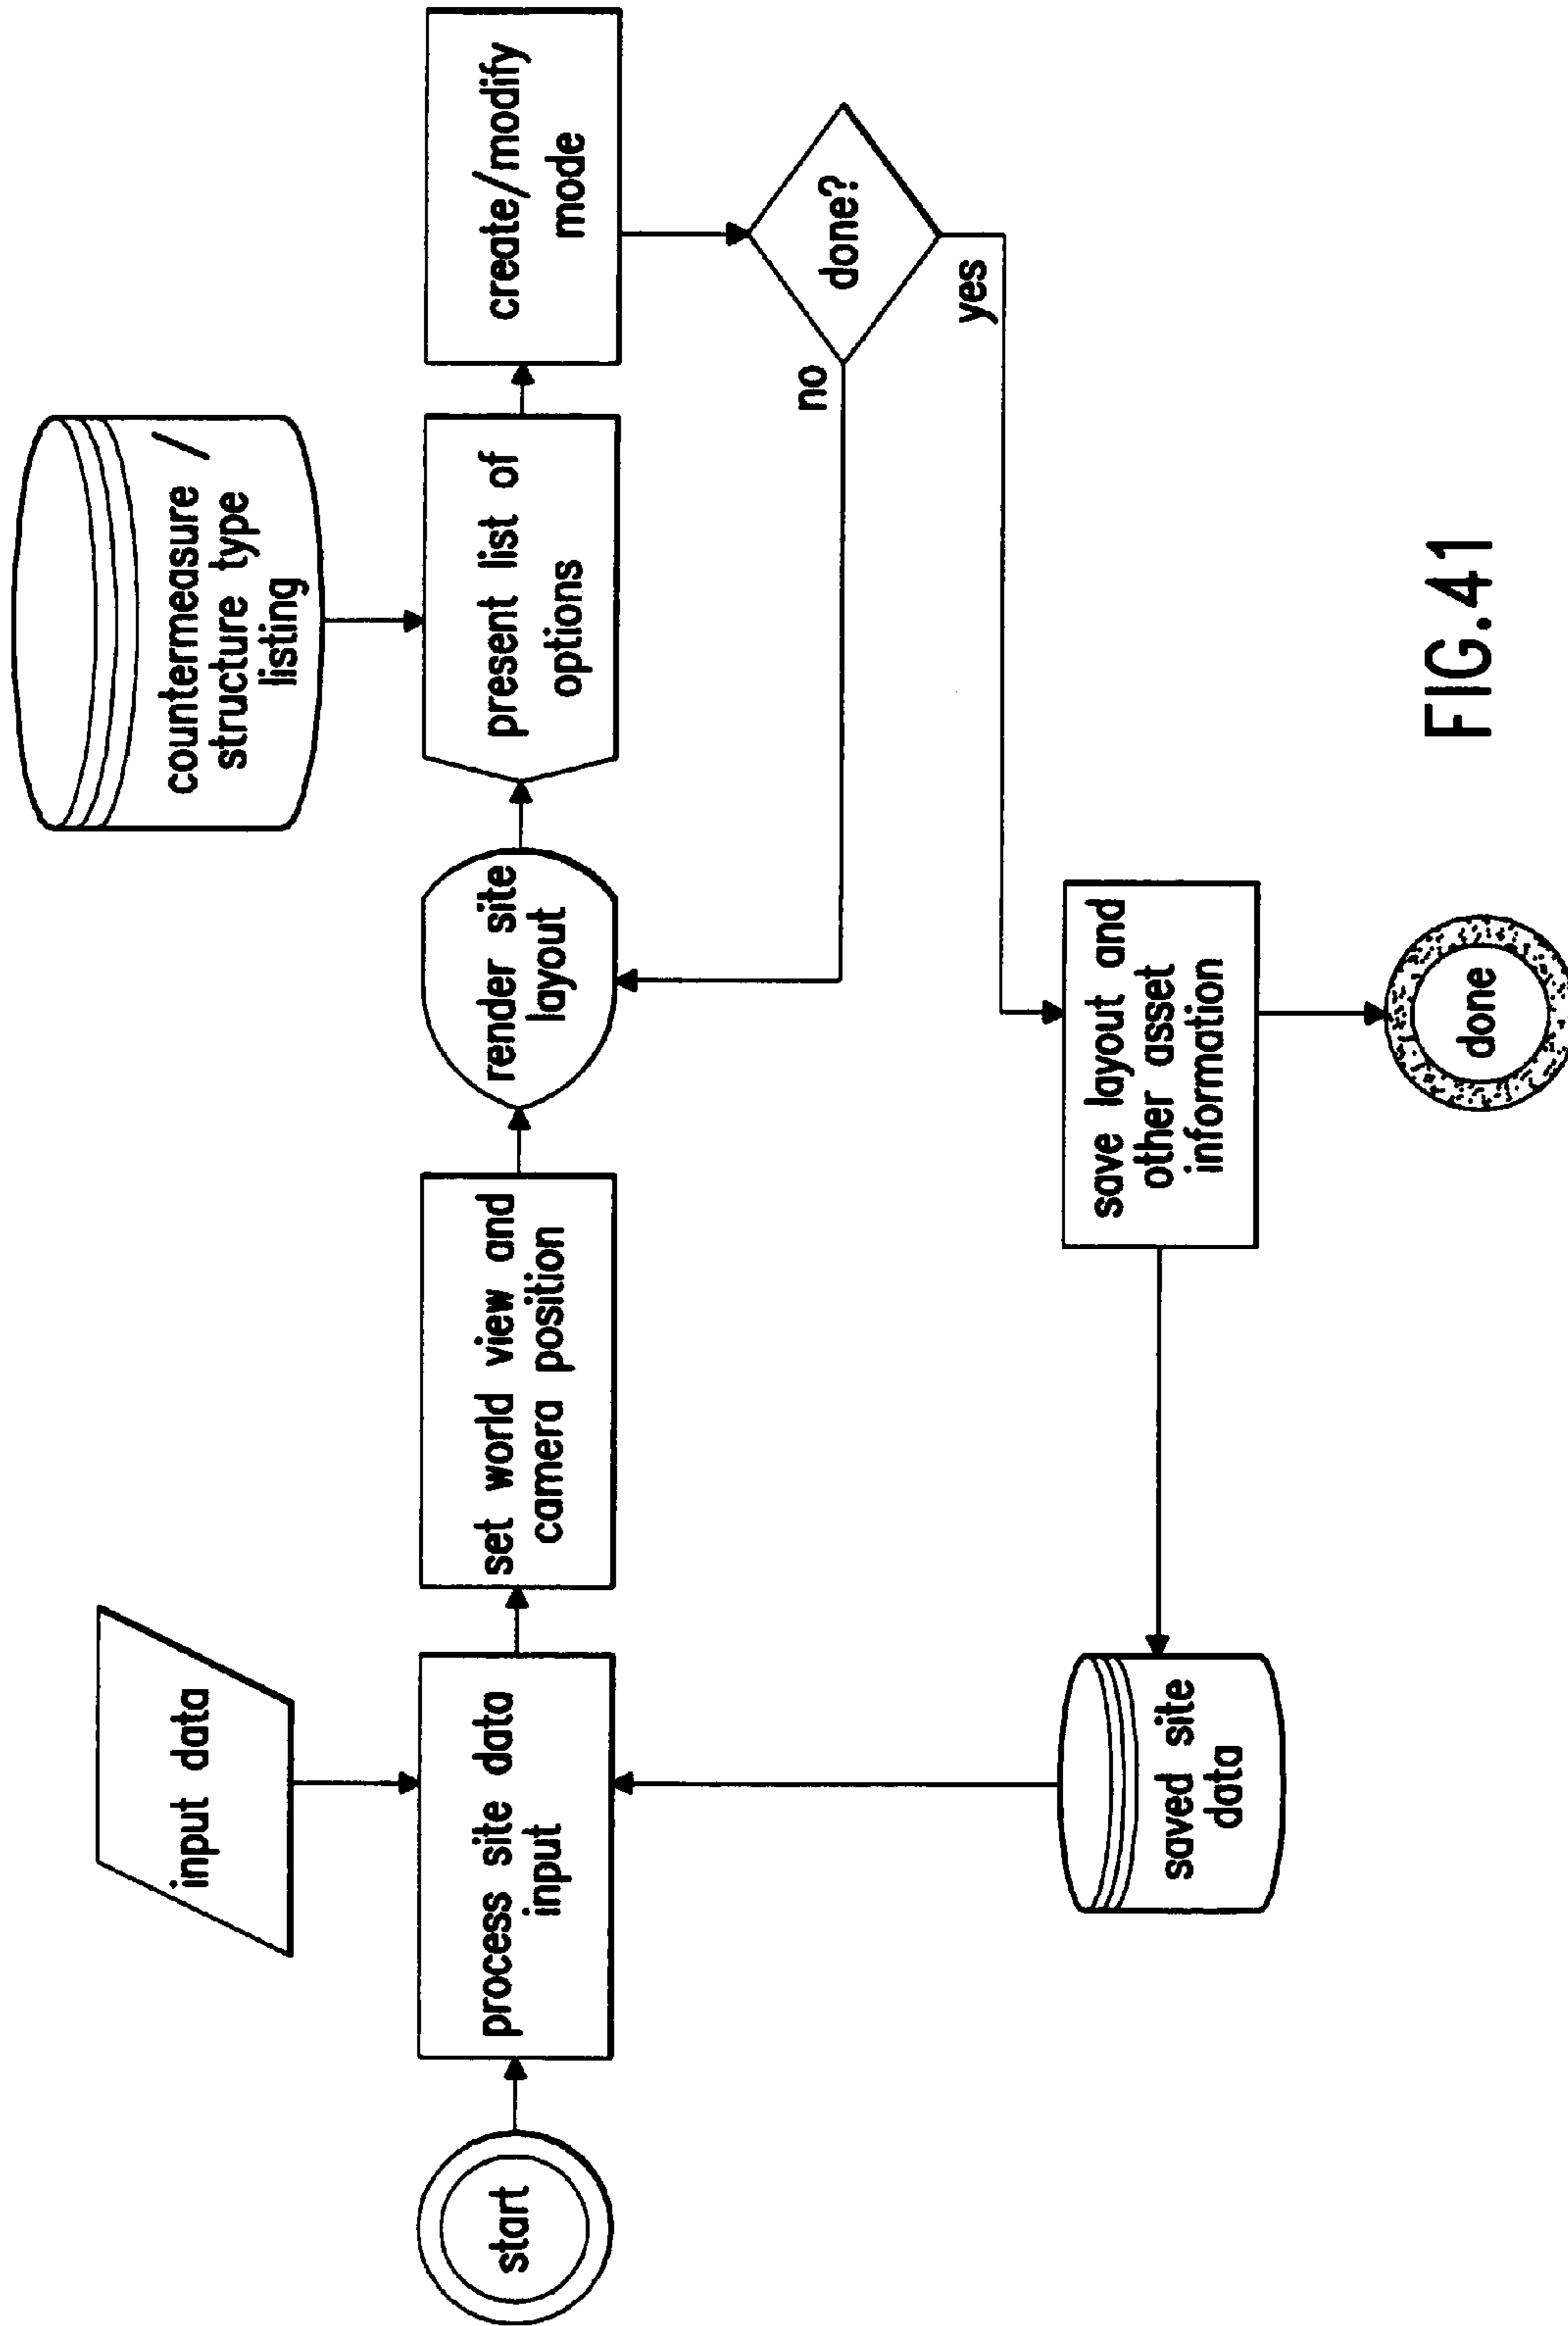 start
input data
process site data
input
set world view and
camera position
render site
layout
countermeasure /
structure type
listing
present list of
options
create/modify
mode
done?
no
yes
save layout and
other asset
information
saved site
data
done
FIG.41